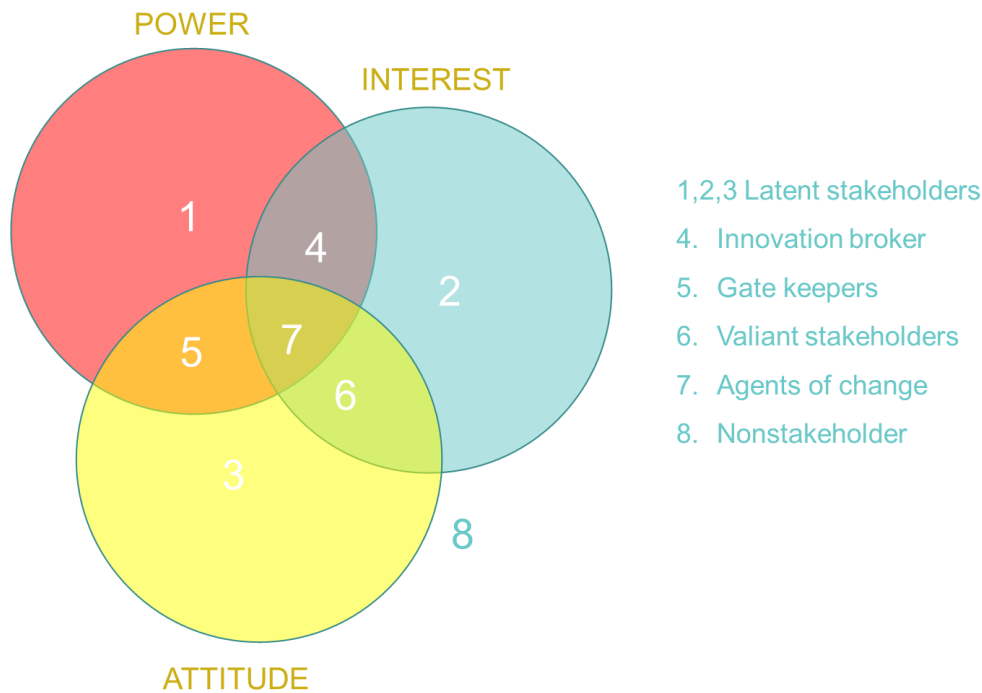 POWER
INTEREST
1
4
2
7
5
6
3
8
ATTITUDE
1,2,3 Latent stakeholders
4. Innovation broker
5. Gate keepers
6. Valiant stakeholders
7. Agents of change
8. Nonstakeholder